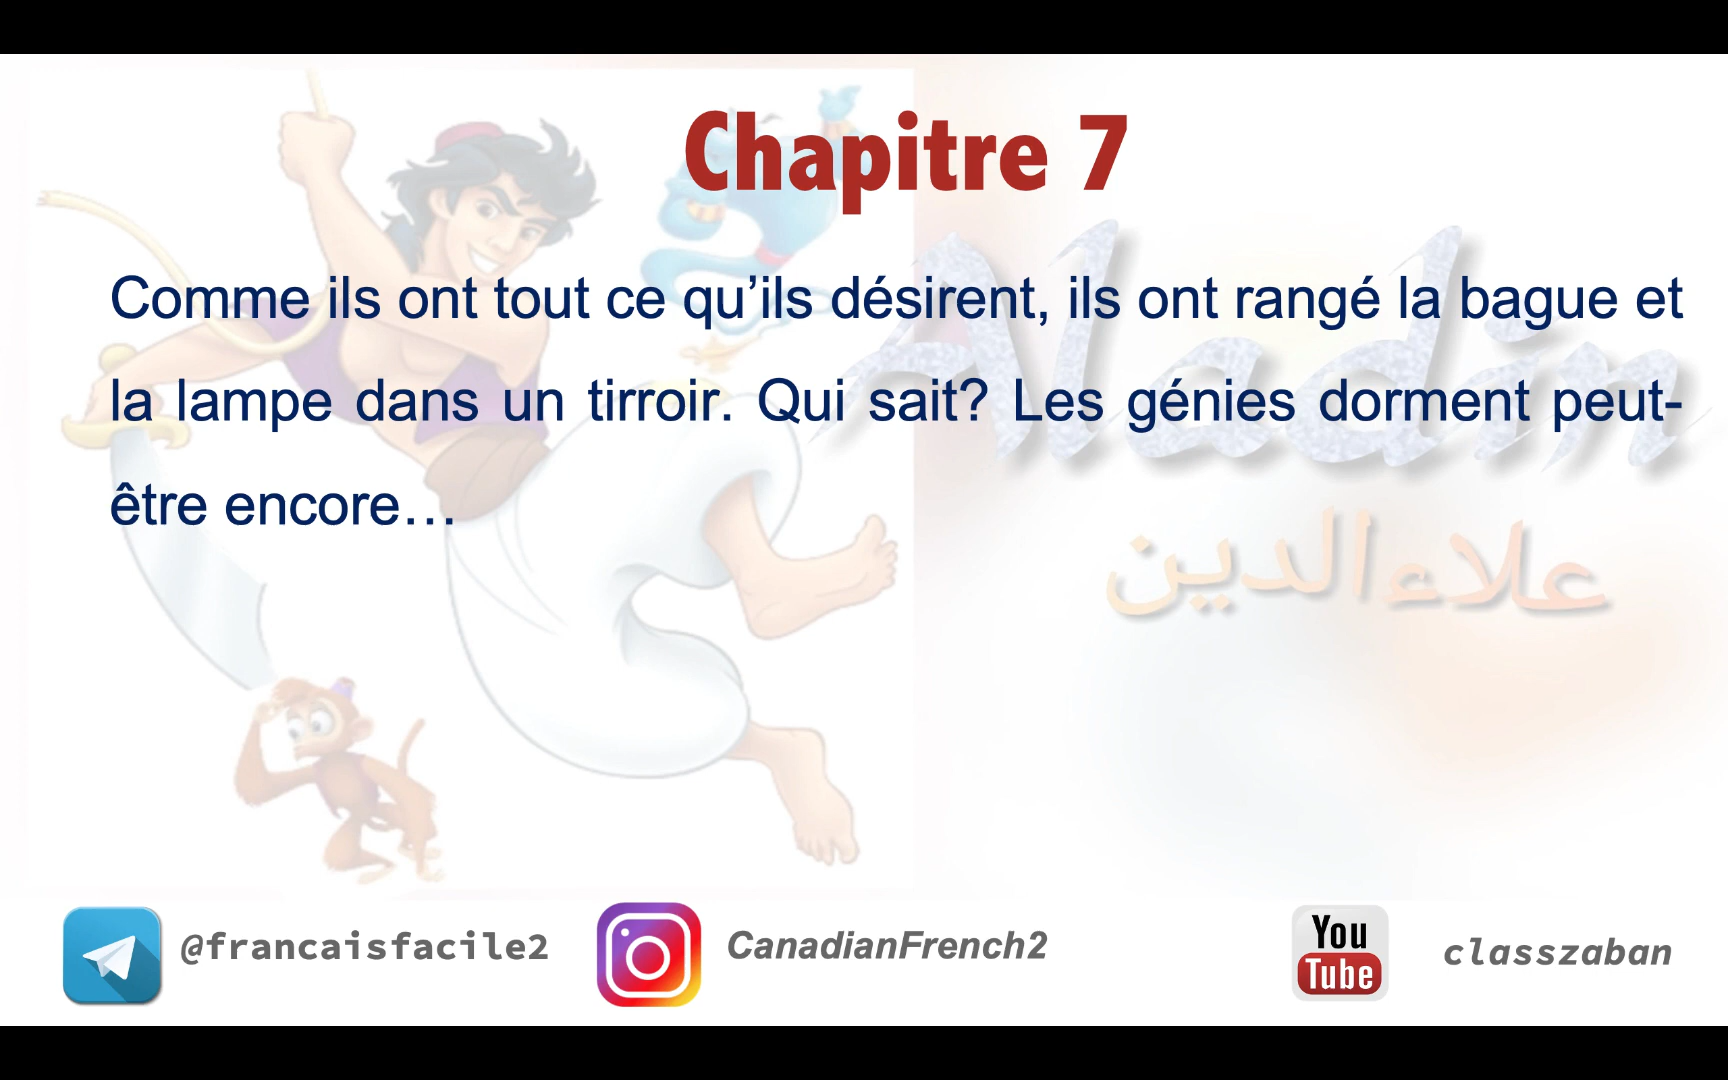 Chapitre 7
Comme ils ont tout ce qu’ils désirent, ils ont rangé la bague et
la lampe dans un tirroir. Qui sait? Les génies dorment peut-
être encore…
Aladin
علاءالدين
@francaisfacile2
CanadianFrench2
You
Tube
classzaban